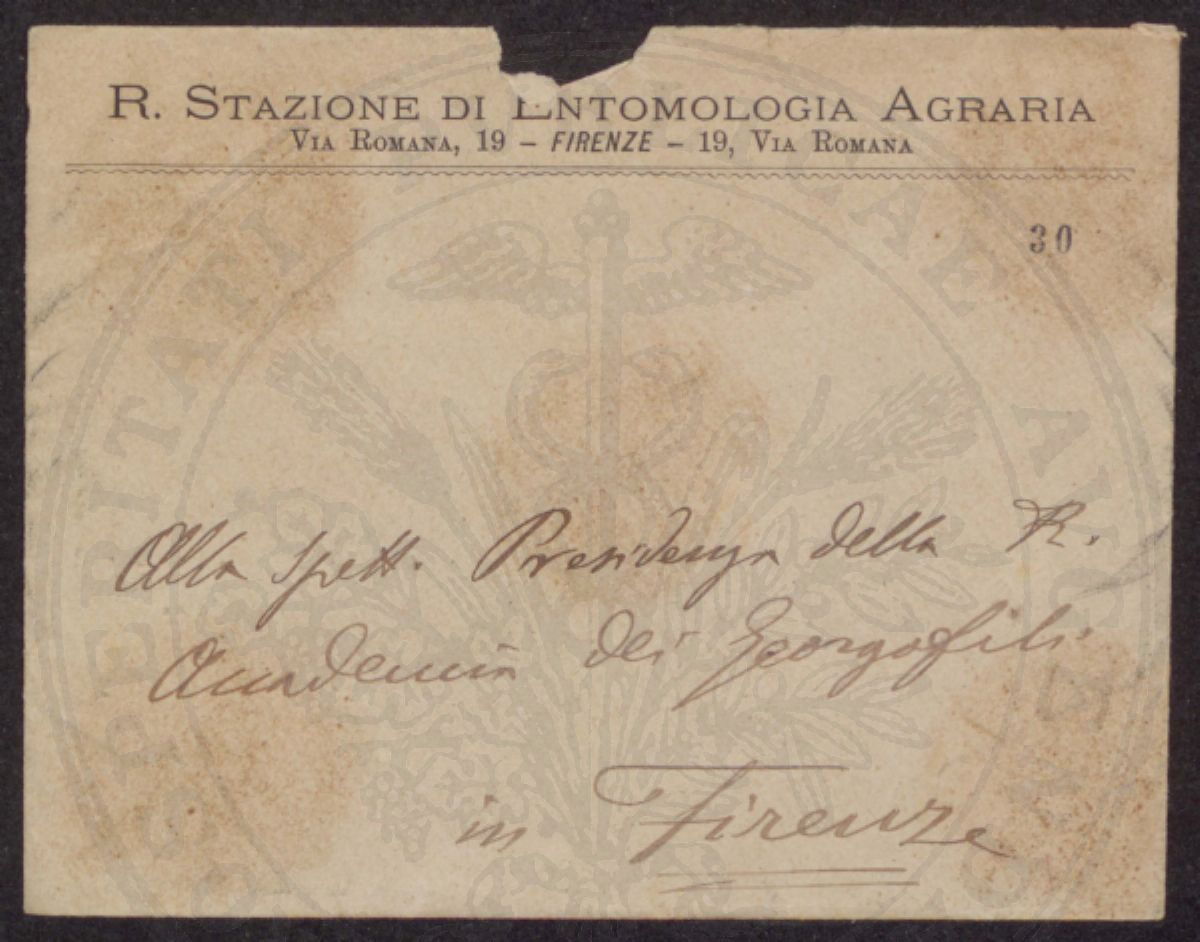 R. STAZIONE DI ENTOMOLOGIA AGRARIA
VIA ROMANA, 19 – FIRENZE – 19, VIA ROMANA
30
Alla Spett. Presidenza della R.
Accademia dei Georgofili
in Firenze